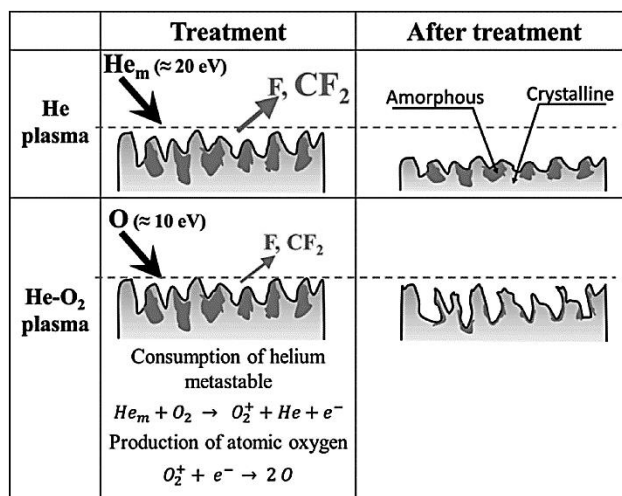 Treatment
After treatment
He
plasma
Heₘ (≈ 20 eV)
F, CF₂
Amorphous
Crystalline
He-O₂
plasma
O (≈ 10 eV)
F, CF₂
Consumption of helium
metastable
Heₘ + O₂ → O₂⁺ + He + e⁻
Production of atomic oxygen
O₂⁺ + e⁻ → 2 O